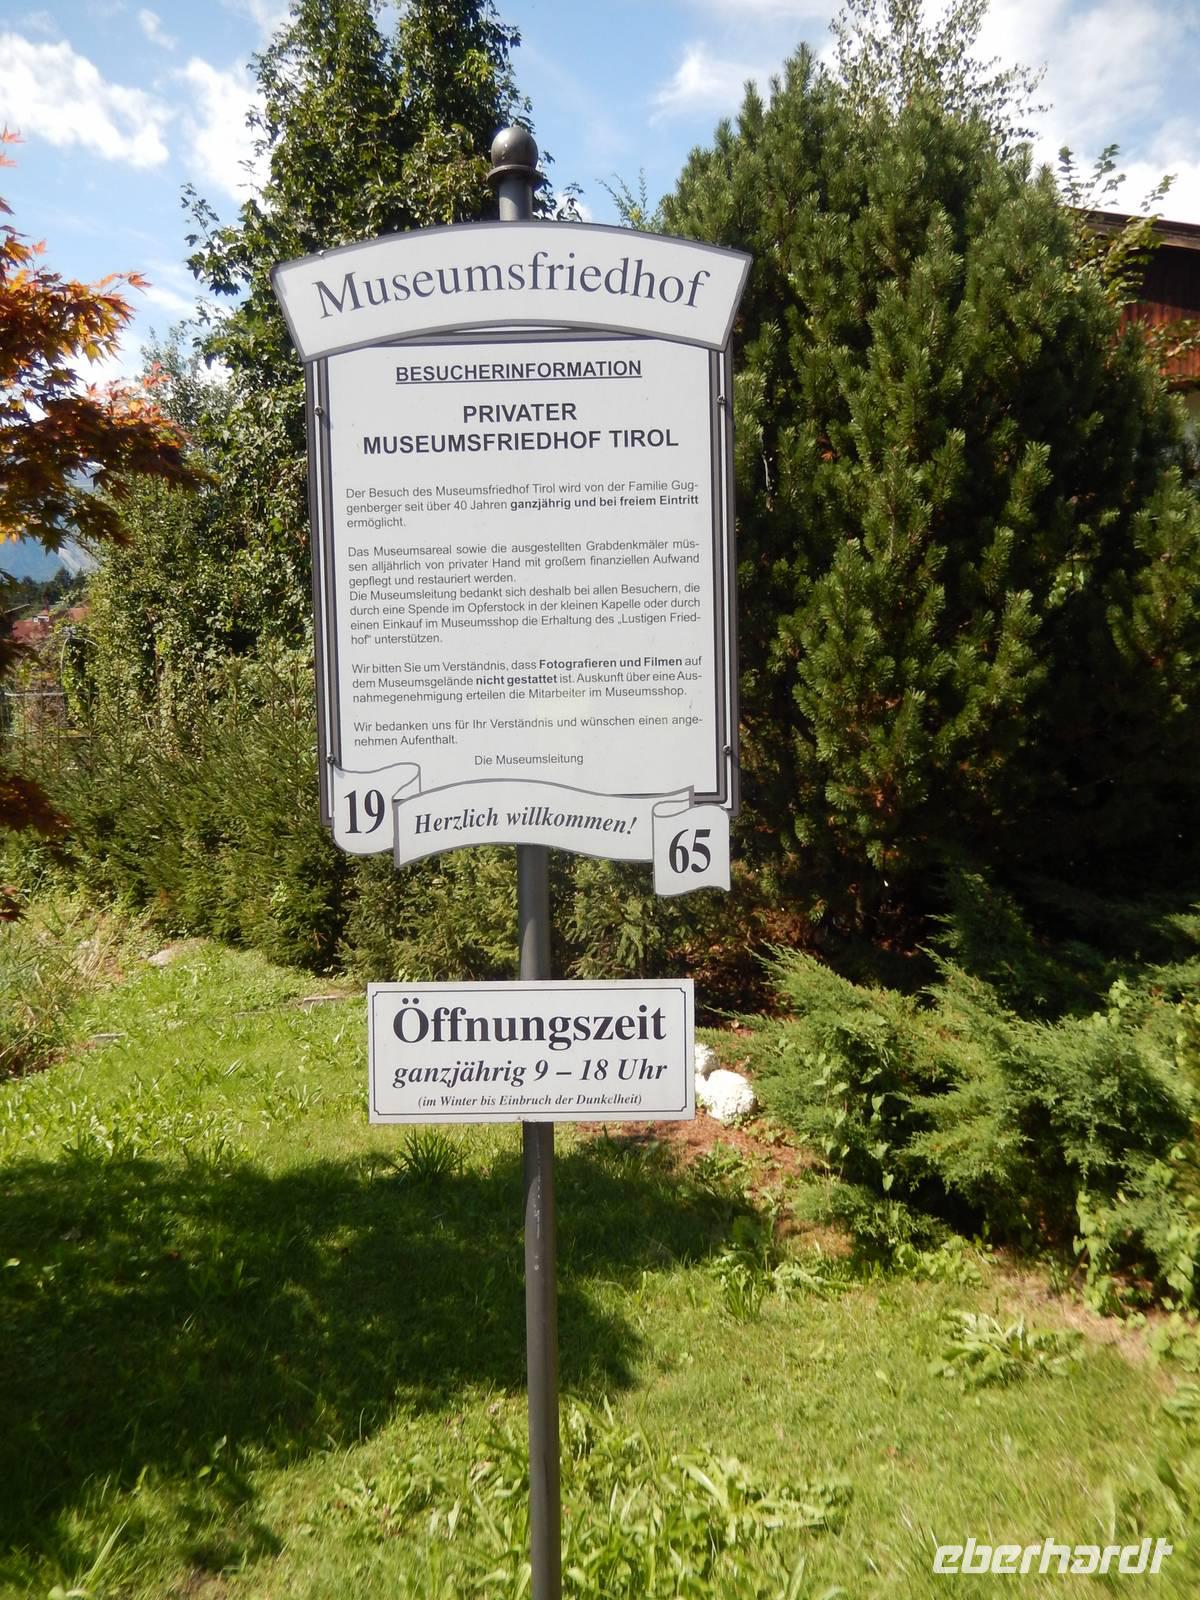 Museumsfriedhof
BESUCHERINFORMATION
PRIVATER
MUSEUMSFRIEDHOF TIROL
Der Besuch des Museumsfriedhof Tirol wird von der Familie Gug-
genberger seit über 40 Jahren ganzjährig und bei freiem Eintritt
ermöglicht.
Das Museumsareal sowie die ausgestellten Grabdenkmäler müs-
sen alljährlich von privater Hand mit großem finanziellen Aufwand
gepflegt und restauriert werden.
Die Museumsleitung bedankt sich deshalb bei allen Besuchern, die
durch eine Spende im Opferstock in der kleinen Kapelle oder durch
einen Einkauf im Museumsshop die Erhaltung des „Lustigen Fried-
hof" unterstützen.
Wir bitten Sie um Verständnis, dass Fotografieren und Filmen auf
dem Museumsgelände nicht gestattet ist. Auskunft über eine Aus-
nahmegenehmigung erteilen die Mitarbeiter im Museumsshop.
Wir bedanken uns für Ihr Verständnis und wünschen einen ange-
nehmen Aufenthalt.
Die Museumsleitung
19 Herzlich willkommen! 65
Öffnungszeit
ganzjährig 9 – 18 Uhr
(im Winter bis Einbruch der Dunkelheit)
eberhardt